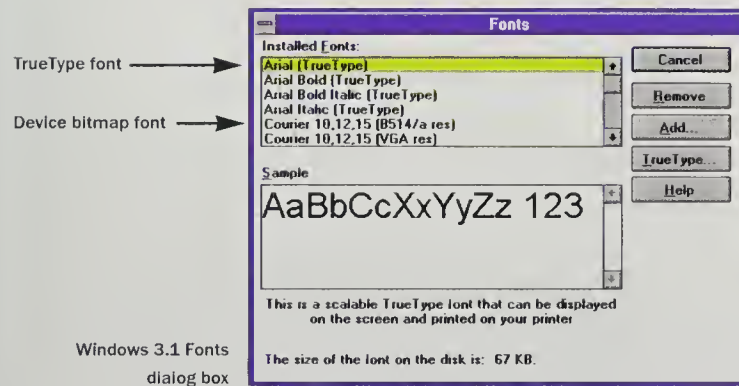 Fonts
Installed Fonts:
TrueType font
Arial (TrueType)
Arial Bold (TrueType)
Arial Bold Italic (TrueType)
Arial Italic (TrueType)
Device bitmap font
Courier 10,12,15 (8514/a res)
Courier 10,12,15 (VGA res)
Cancel
Remove
Add...
TrueType...
Help
Sample
AaBbCcXxYyZz 123
This is a scalable TrueType font that can be displayed
on the screen and printed on your printer
The size of the font on the disk is: 67 KB.
Windows 3.1 Fonts
dialog box